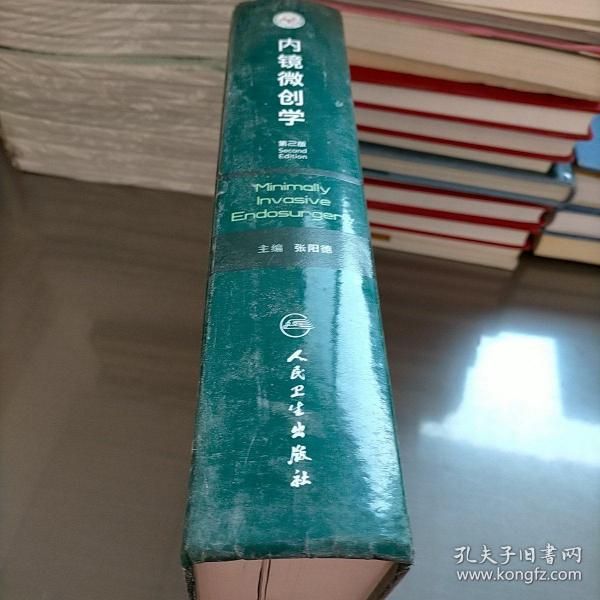 内镜微创学
第2版
Second
Edition
Minimally
Invasive
Endosurgery
主编 张阳德
人民卫生出版社
孔夫子旧書网
www.kongfz.com